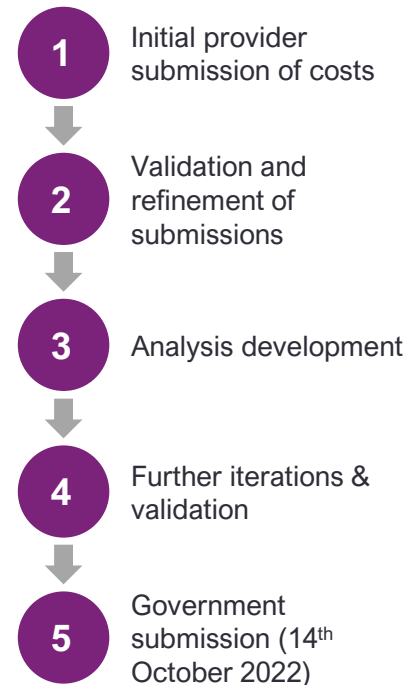 1
Initial provider
submission of costs
2
Validation and
refinement of
submissions
3
Analysis development
4
Further iterations &
validation
5
Government
submission (14th
October 2022)